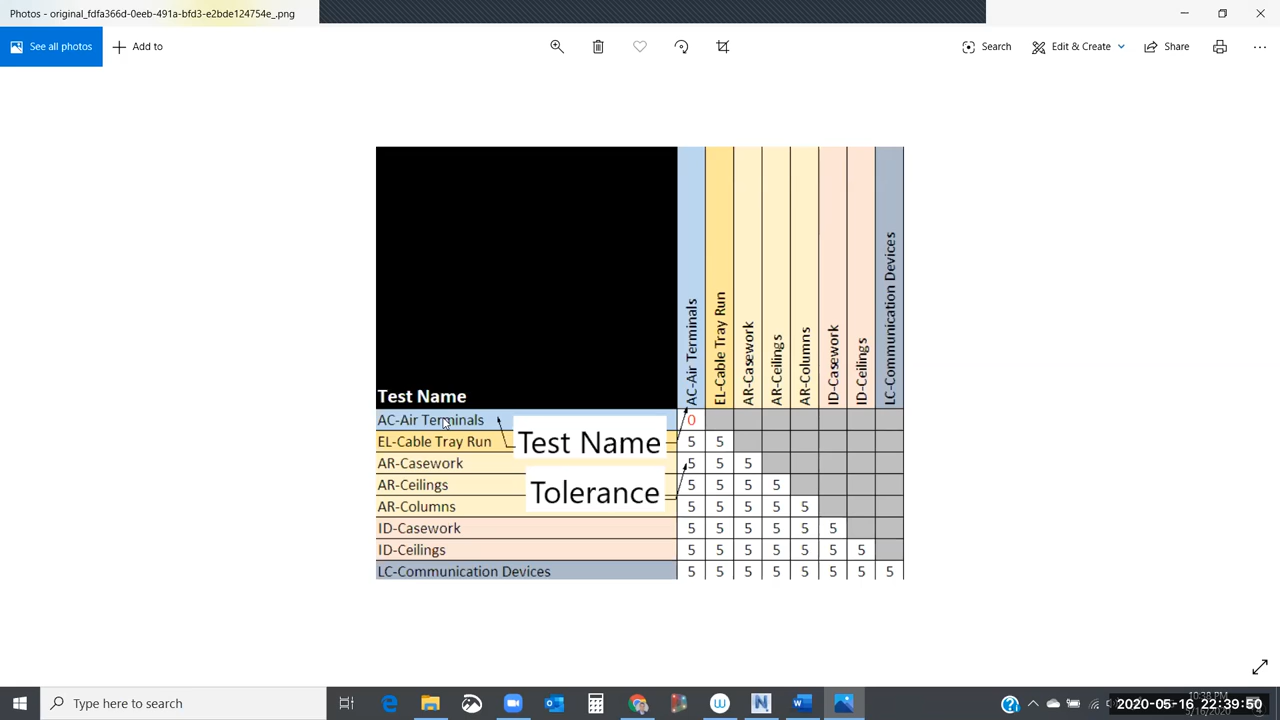 Photos - original_fdfa366d-0eeb-491a-bfd3-e2bde124754e_.png
See all photos
Add to
Search
Edit & Create
Share
AC-Air Terminals
EL-Cable Tray Run
AR-Casework
AR-Ceilings
AR-Columns
ID-Casework
ID-Ceilings
LC-Communication Devices
Test Name
AC-Air Terminals 0
EL-Cable Tray Run 5 5
AR-Casework 5 5 5
AR-Ceilings 5 5 5 5
AR-Columns 5 5 5 5 5
ID-Casework 5 5 5 5 5 5
ID-Ceilings 5 5 5 5 5 5 5
LC-Communication Devices 5 5 5 5 5 5 5 5
Test Name
Tolerance
Type here to search
10:38 PM
2020-05-16 22:39:50